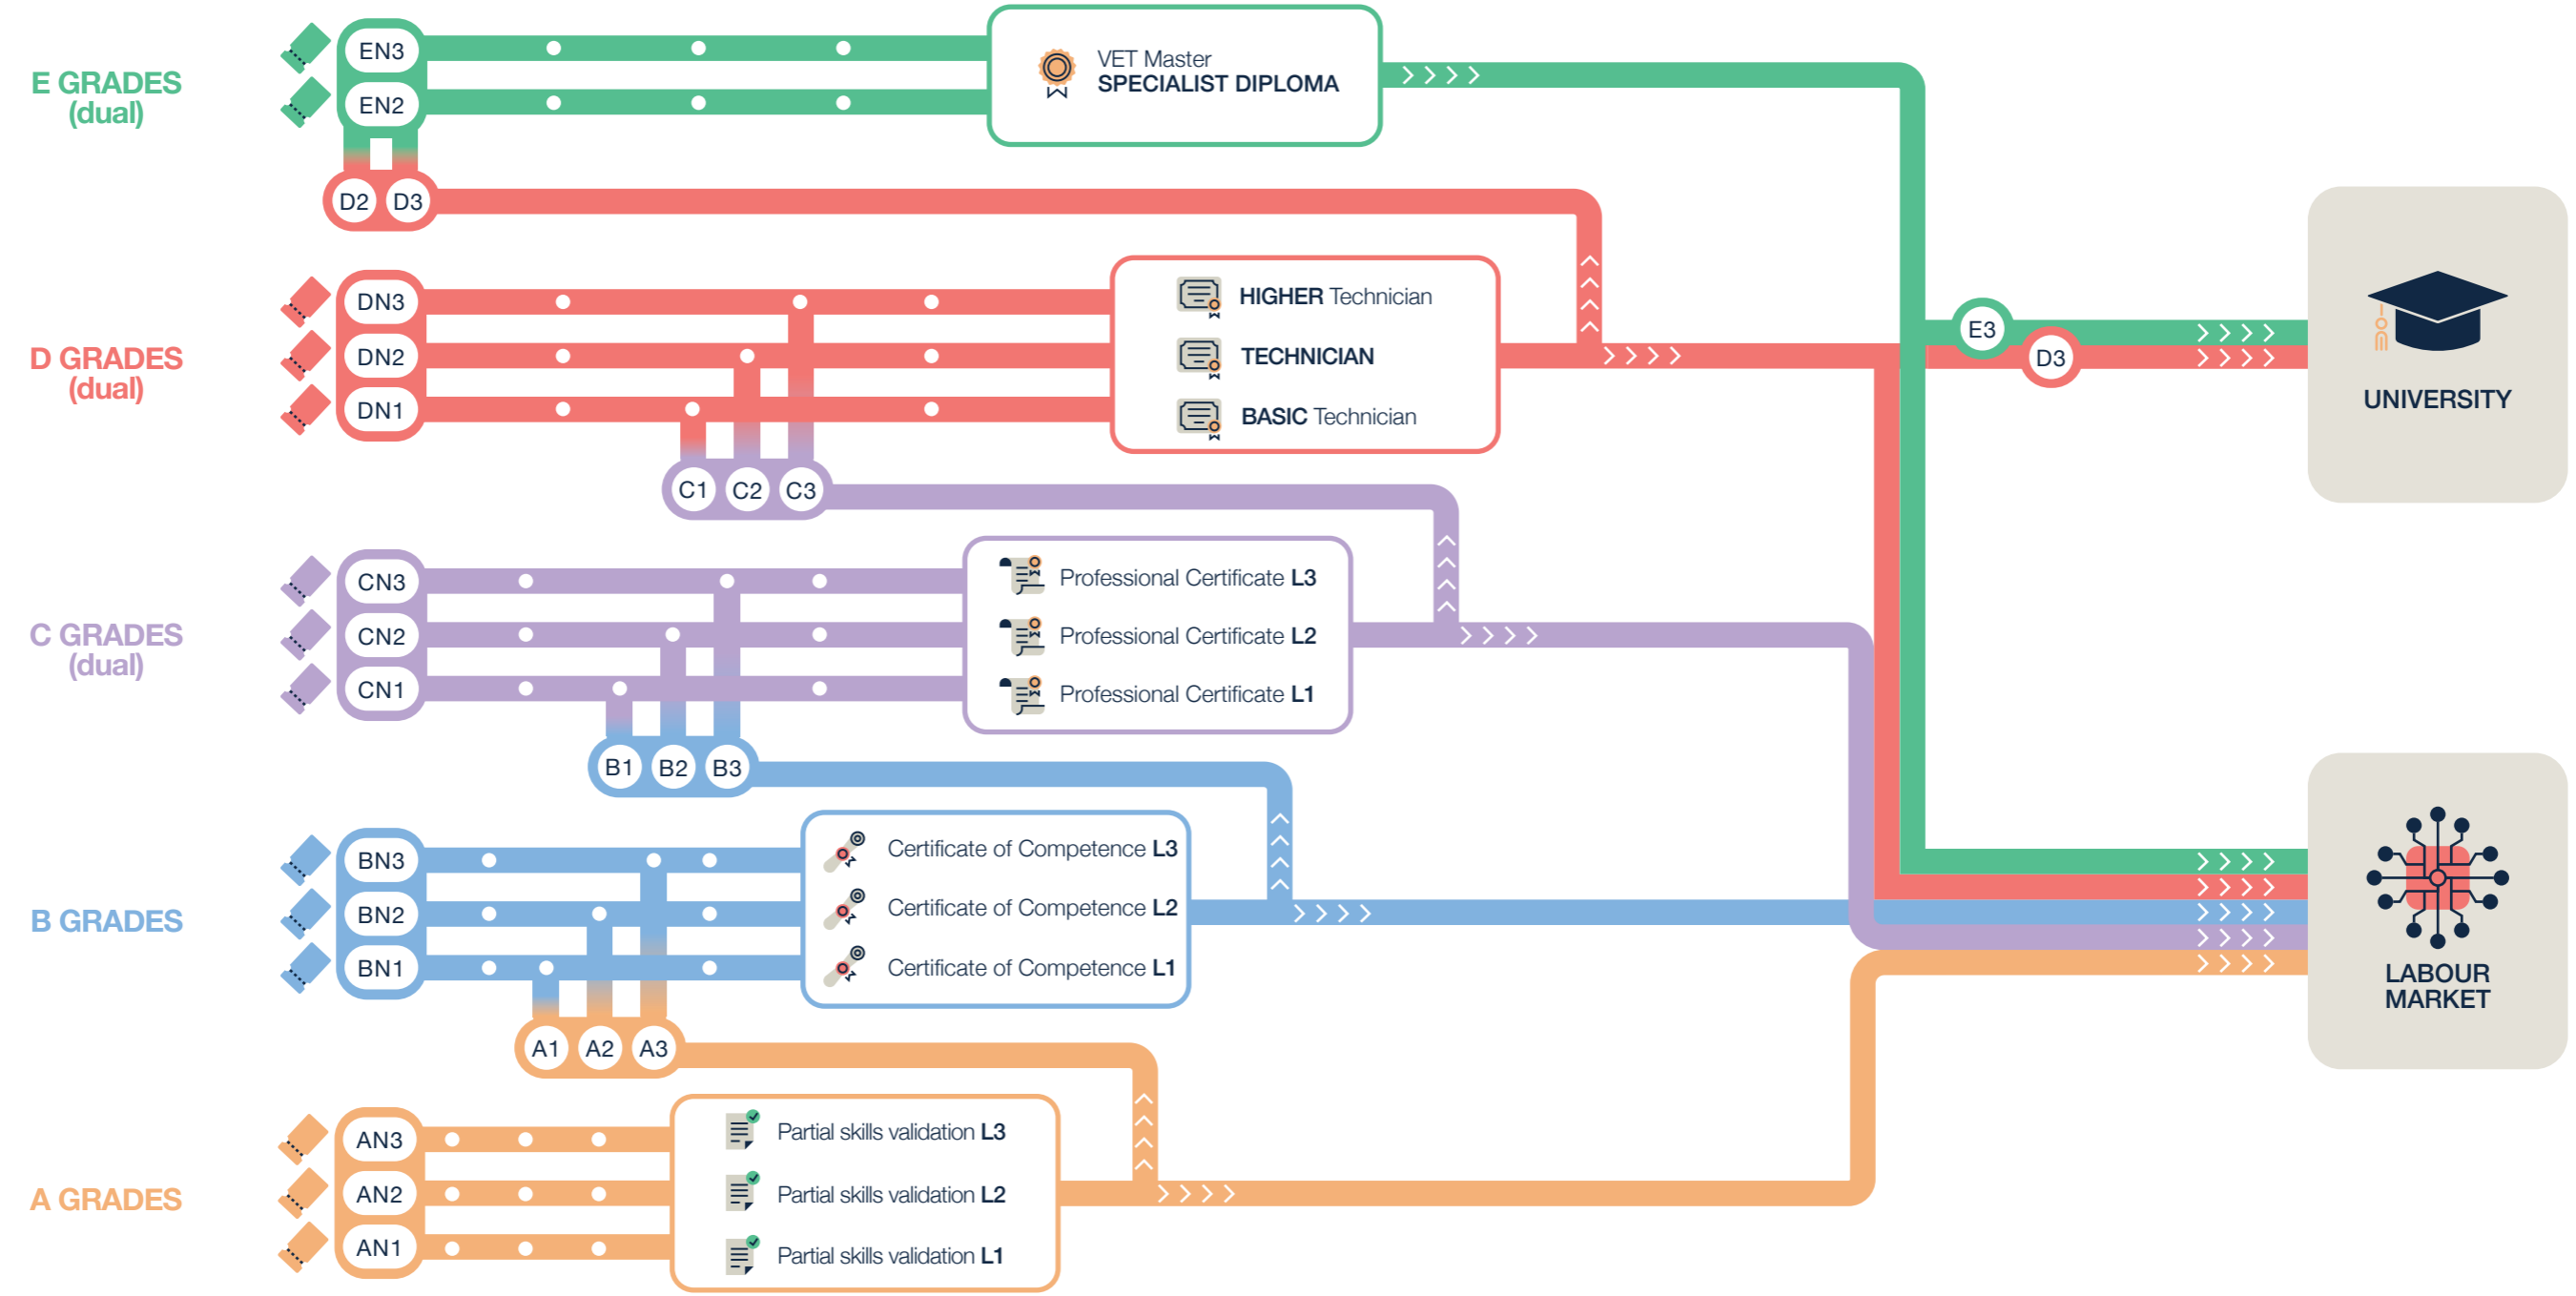 E GRADES
(dual)
EN3
EN2
VET Master
SPECIALIST DIPLOMA
D2
D3
D GRADES
(dual)
DN3
DN2
DN1
HIGHER Technician
TECHNICIAN
BASIC Technician
E3
D3
UNIVERSITY
C1
C2
C3
C GRADES
(dual)
CN3
CN2
CN1
Professional Certificate L3
Professional Certificate L2
Professional Certificate L1
B1
B2
B3
B GRADES
BN3
BN2
BN1
Certificate of Competence L3
Certificate of Competence L2
Certificate of Competence L1
LABOUR
MARKET
A1
A2
A3
A GRADES
AN3
AN2
AN1
Partial skills validation L3
Partial skills validation L2
Partial skills validation L1